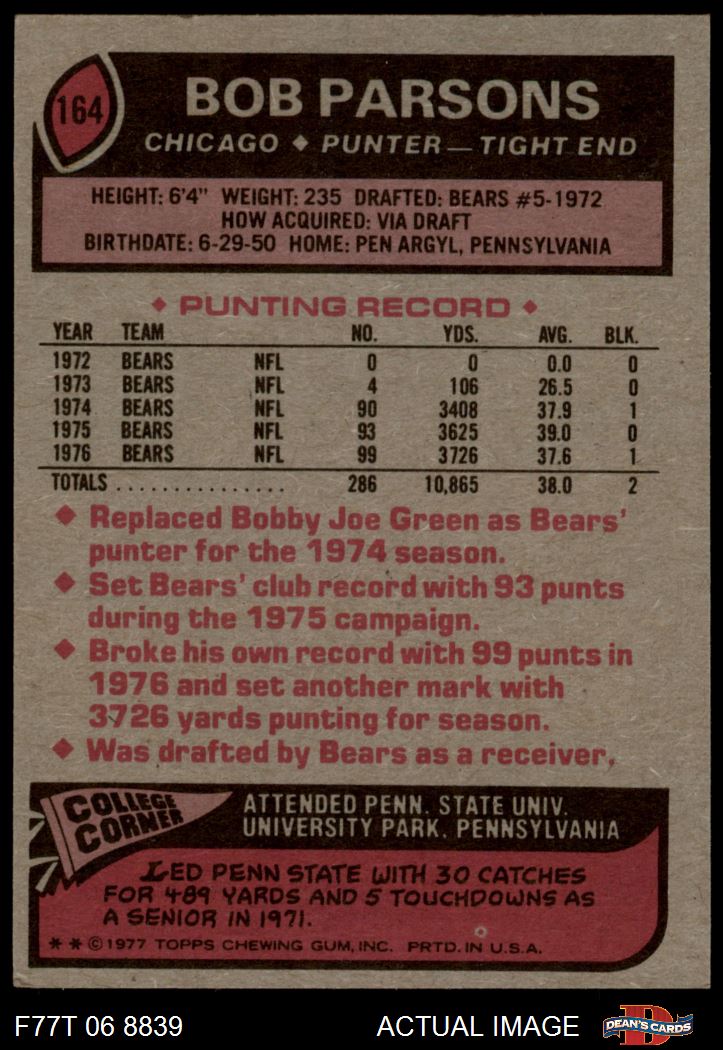 164
BOB PARSONS
CHICAGO ♦ PUNTER — TIGHT END
HEIGHT: 6'4" WEIGHT: 235 DRAFTED: BEARS #5-1972
HOW ACQUIRED: VIA DRAFT
BIRTHDATE: 6-29-50 HOME: PEN ARGYL, PENNSYLVANIA
♦ PUNTING RECORD ♦
YEAR TEAM NO. YDS. AVG. BLK.
1972 BEARS NFL 0 0 0.0 0
1973 BEARS NFL 4 106 26.5 0
1974 BEARS NFL 90 3408 37.9 1
1975 BEARS NFL 93 3625 39.0 0
1976 BEARS NFL 99 3726 37.6 1
TOTALS ................ 286 10,865 38.0 2
♦ Replaced Bobby Joe Green as Bears'
punter for the 1974 season.
♦ Set Bears' club record with 93 punts
during the 1975 campaign.
♦ Broke his own record with 99 punts in
1976 and set another mark with
3726 yards punting for season.
♦ Was drafted by Bears as a receiver.
COLLEGE
CORNER
ATTENDED PENN. STATE UNIV.
UNIVERSITY PARK, PENNSYLVANIA
LED PENN STATE WITH 30 CATCHES
FOR 489 YARDS AND 5 TOUCHDOWNS AS
A SENIOR IN 1971.
* * © 1977 TOPPS CHEWING GUM, INC. PRTD. IN U.S.A.
F77T 06 8839 ACTUAL IMAGE
D
DEAN'S CARDS